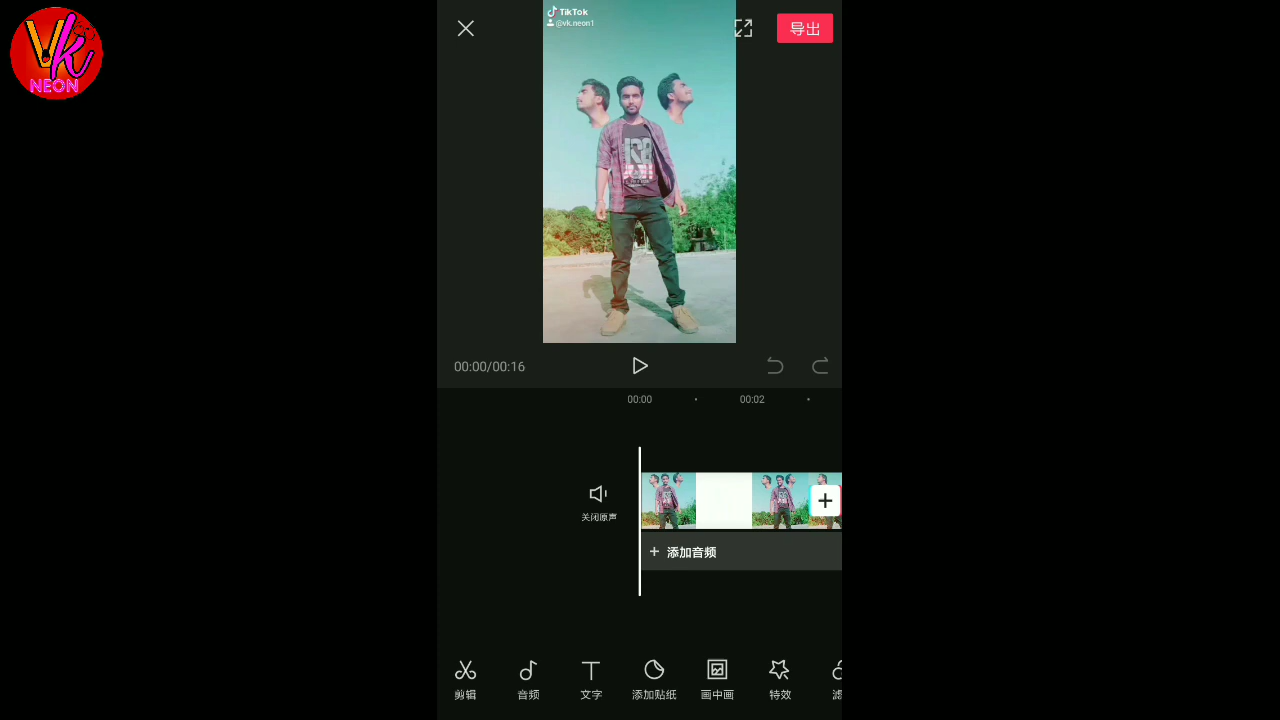 VK
NEON
TikTok
@vk.neon1
导出
00:00/00:16
00:00
00:02
关闭原声
添加音频
剪辑
音频
文字
添加贴纸
画中画
特效